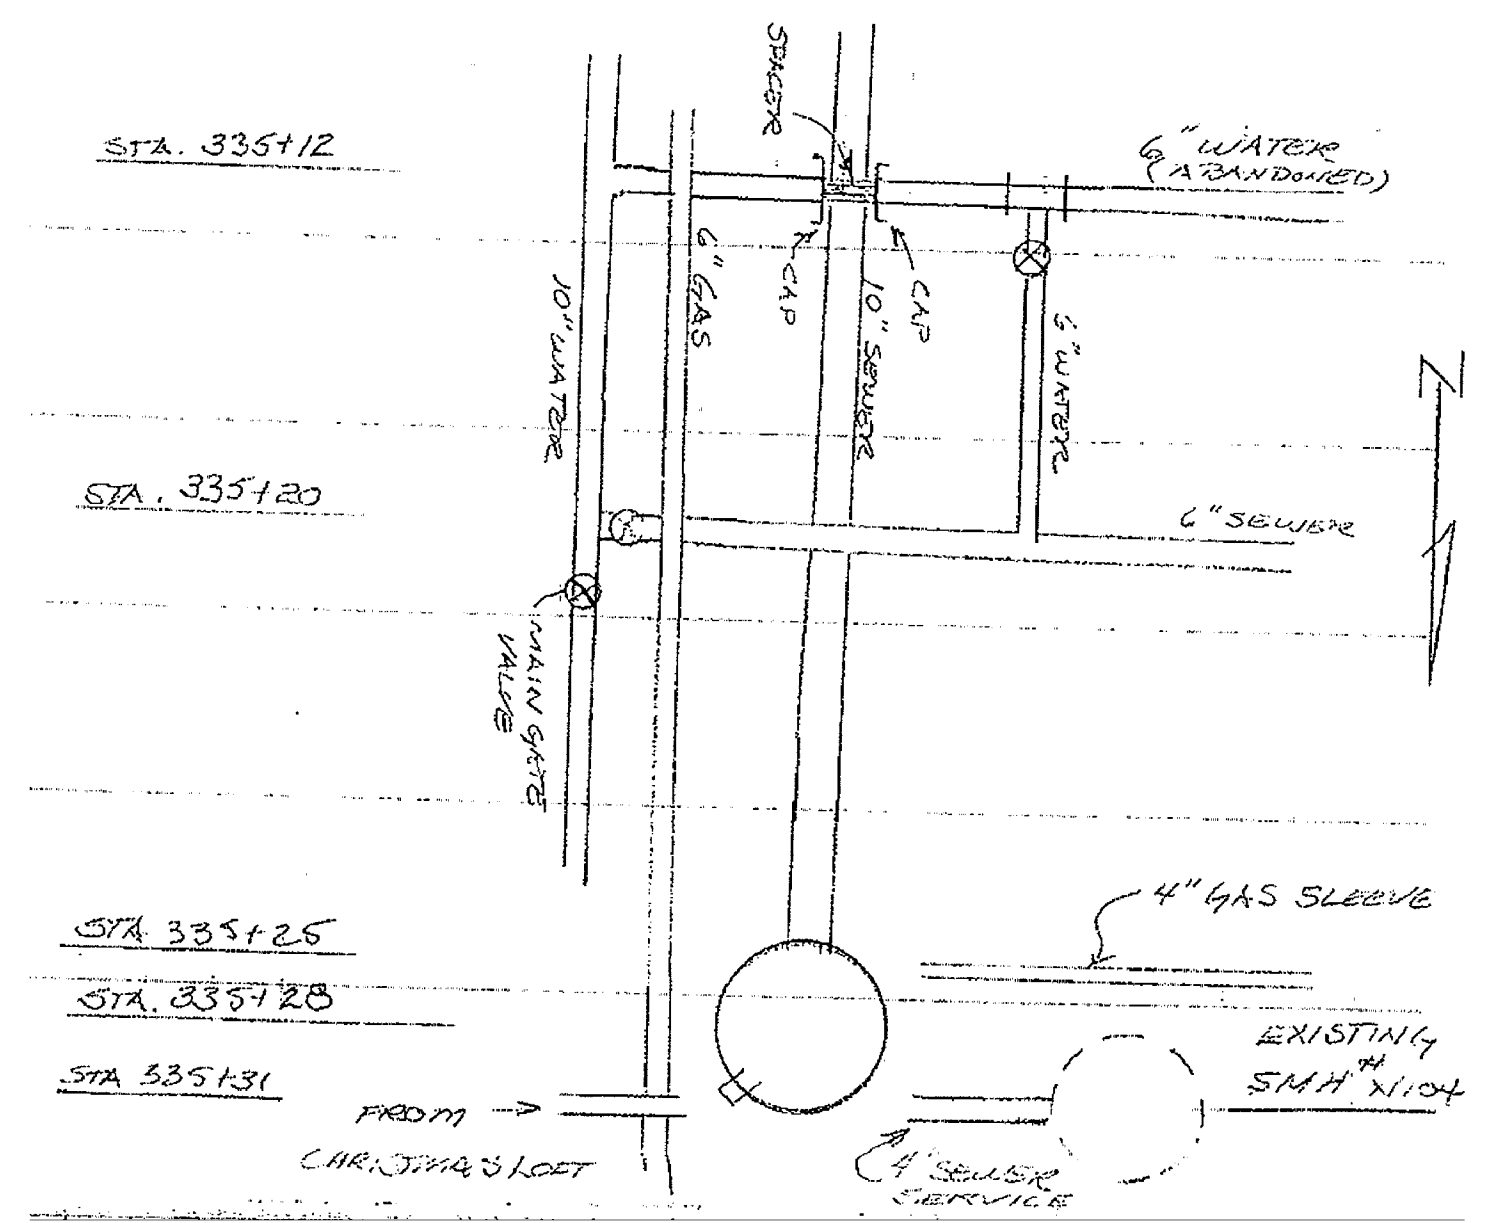 SPACER
STA. 335+12
6" WATER
(ABANDONED)
6" GAS
CAP
10" SEWER
CAP
10" WATER
6" WATER
N
STA. 335+20
6" SEWER
MAIN GATE
VALVE
4" GAS SLEEVE
STA 335+25
STA. 335+28
EXISTING
SMH #X1104
STA 335+31
FROM
CHRISTMAS LOFT
4" SEWER
SERVICE